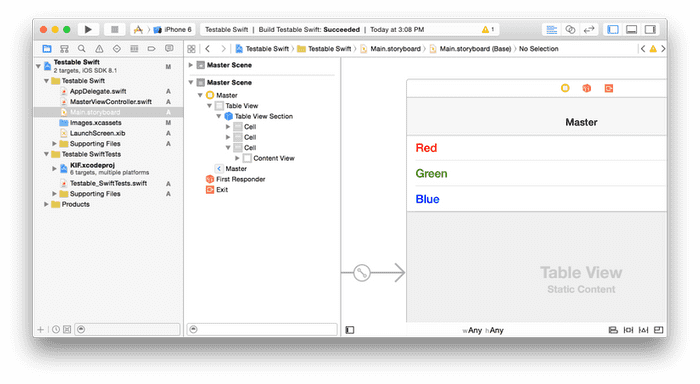 iPhone 6
Testable Swift | Build Testable Swift: Succeeded | Today at 3:08 PM
1
Testable Swift
Testable Swift
Main.storyboard
Main.storyboard (Base)
No Selection
Testable Swift
M
2 targets, iOS SDK 8.1
Testable Swift
AppDelegate.swift
A
MasterViewController.swift
A
Main.storyboard
A
Images.xcassets
M
LaunchScreen.xib
A
Supporting Files
A
Testable SwiftTests
KIF.xcodeproj
6 targets, multiple platforms
Testable_SwiftTests.swift
A
Supporting Files
A
Products
Master Scene
Master Scene
Master
Table View
Table View Section
Cell
Cell
Cell
Content View
Master
First Responder
Exit
Master
Red
Green
Blue
Table View
Static Content
wAny hAny